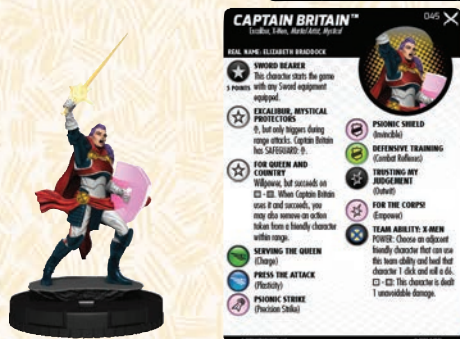 CAPTAIN BRITAIN™
045
Excalibur, X-Men, Martial Artist, Mystical
REAL NAME: ELIZABETH BRADDOCK
5 POINTS
SWORD BEARER
This character starts the game
with any Sword equipment
equipped.
EXCALIBUR, MYSTICAL
PROTECTORS
, but only triggers during
range attacks. Captain Britain
has SAFEGUARD:
FOR QUEEN AND
COUNTRY
Willpower, but succeeds on
- . When Captain Britain
uses it and succeeds, you
may also remove an action
token from a friendly character
within range.
SERVING THE QUEEN
(Charge)
PRESS THE ATTACK
(Plasticity)
PSIONIC STRIKE
(Precision Strike)
PSIONIC SHIELD
(Invincible)
DEFENSIVE TRAINING
(Combat Reflexes)
TRUSTING MY
JUDGEMENT
(Outwit)
FOR THE CORPS!
(Empower)
TEAM ABILITY: X-MEN
POWER: Choose an adjacent
friendly character that can use
this team ability and heal that
character 1 click and roll a d6.
- : This character is dealt
1 unavoidable damage.